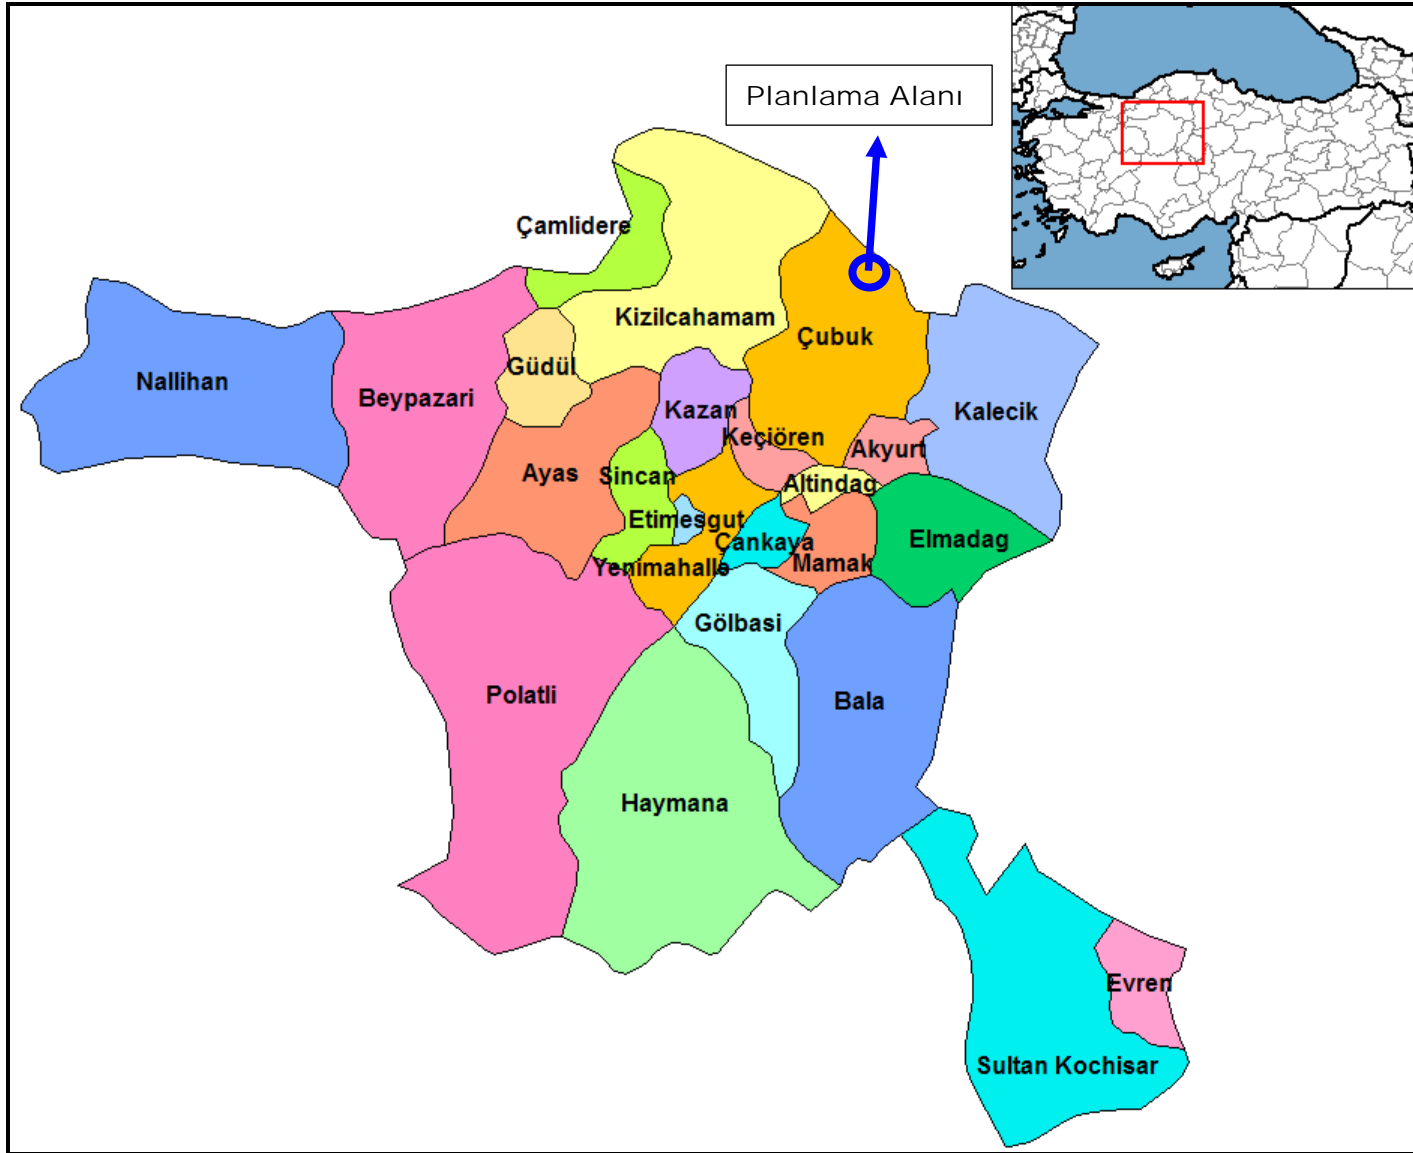 Planlama Alanı
Çamlidere
Kizilcahamam
Çubuk
Güdül
Nallihan
Beypazari
Kazan
Kalecik
Keçiören
Akyurt
Ayas
Sincan
Altindag
Etimesgut
Çankaya
Elmadag
Yenimahalle
Mamak
Gölbasi
Polatli
Bala
Haymana
Evren
Sultan Kochisar